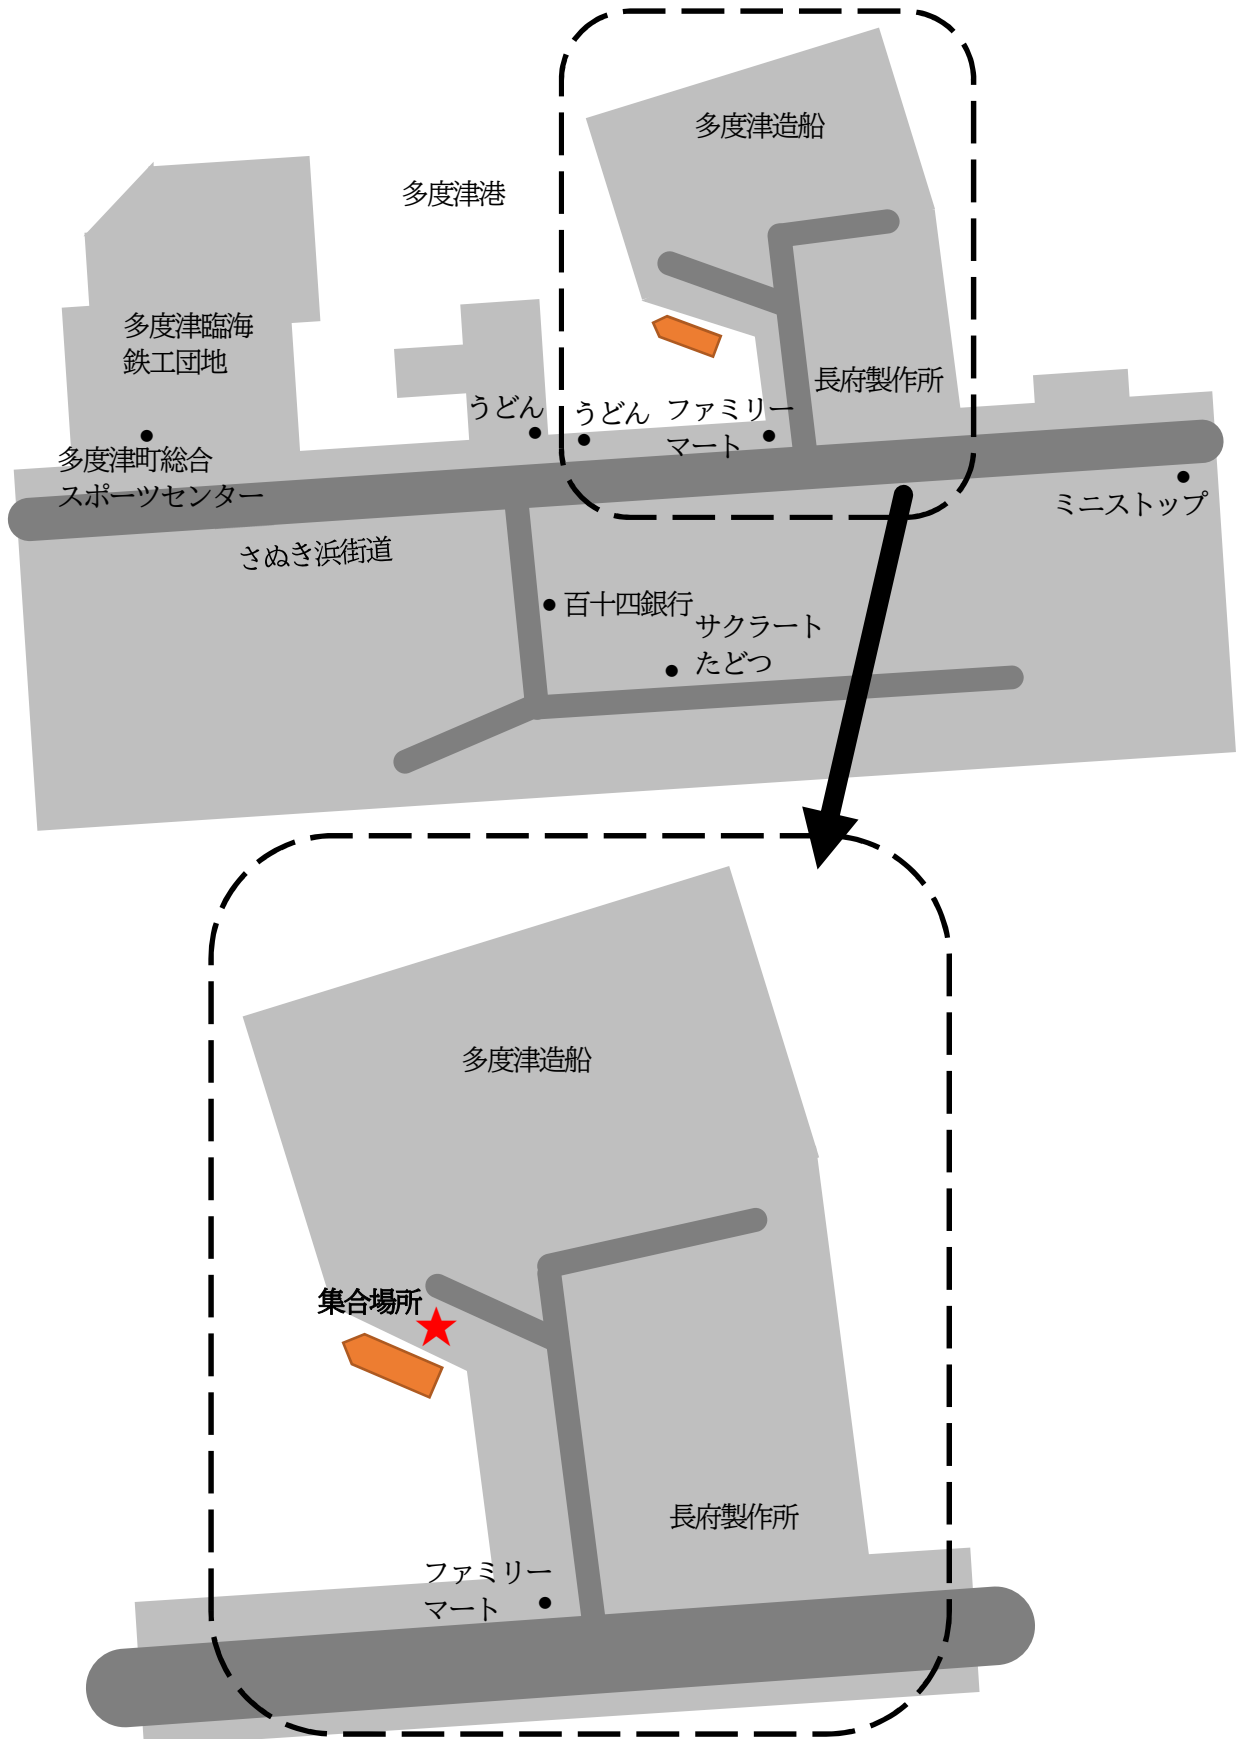 多度津造船
多度津港
多度津臨海
鉄工団地
長府製作所
うどん
うどん
ファミリー
マート
多度津町総合
スポーツセンター
ミニストップ
さぬき浜街道
百十四銀行
サクラート
たどつ
多度津造船
集合場所
長府製作所
ファミリー
マート